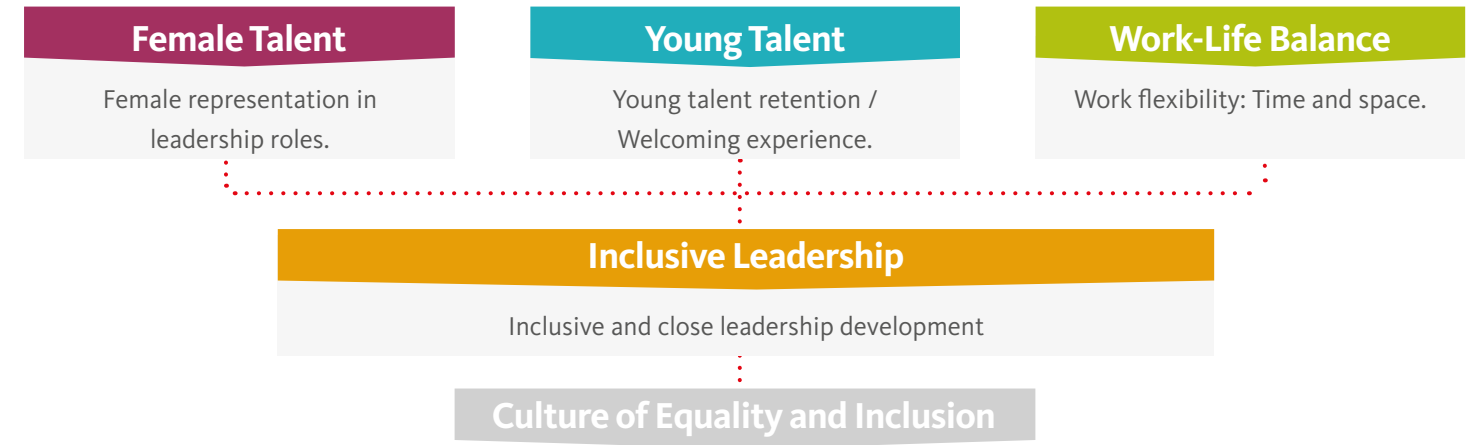 Female Talent
Female representation in
leadership roles.
Young Talent
Young talent retention /
Welcoming experience.
Work-Life Balance
Work flexibility: Time and space.
Inclusive Leadership
Inclusive and close leadership development
Culture of Equality and Inclusion